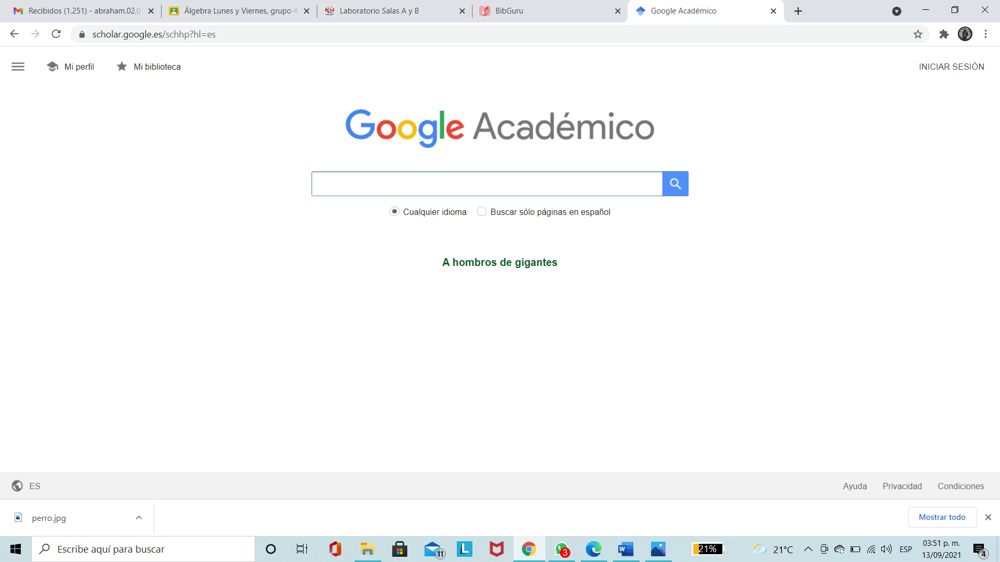 Recibidos (1.251) - abraham.02.05
Álgebra Lunes y Viernes, grupo 4
Laboratorio Salas A y B
BibGuru
Google Académico
scholar.google.es/schhp?hl=es
Mi perfil
Mi biblioteca
INICIAR SESIÓN
Google Académico
Cualquier idioma
Buscar sólo páginas en español
A hombros de gigantes
ES
Ayuda
Privacidad
Condiciones
perro.jpg
Mostrar todo
Escribe aquí para buscar
11
L
3
W
21%
21°C
ESP
03:51 p. m.
13/09/2021
4